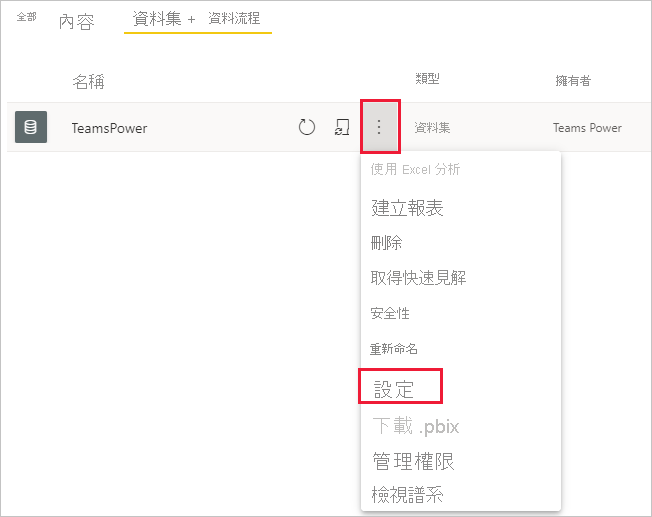 全部 內容 資料集 + 資料流程
名稱 類型 擁有者
TeamsPower 資料集 Teams Power
使用 Excel 分析
建立報表
刪除
取得快速見解
安全性
重新命名
設定
下載 .pbix
管理權限
檢視譜系